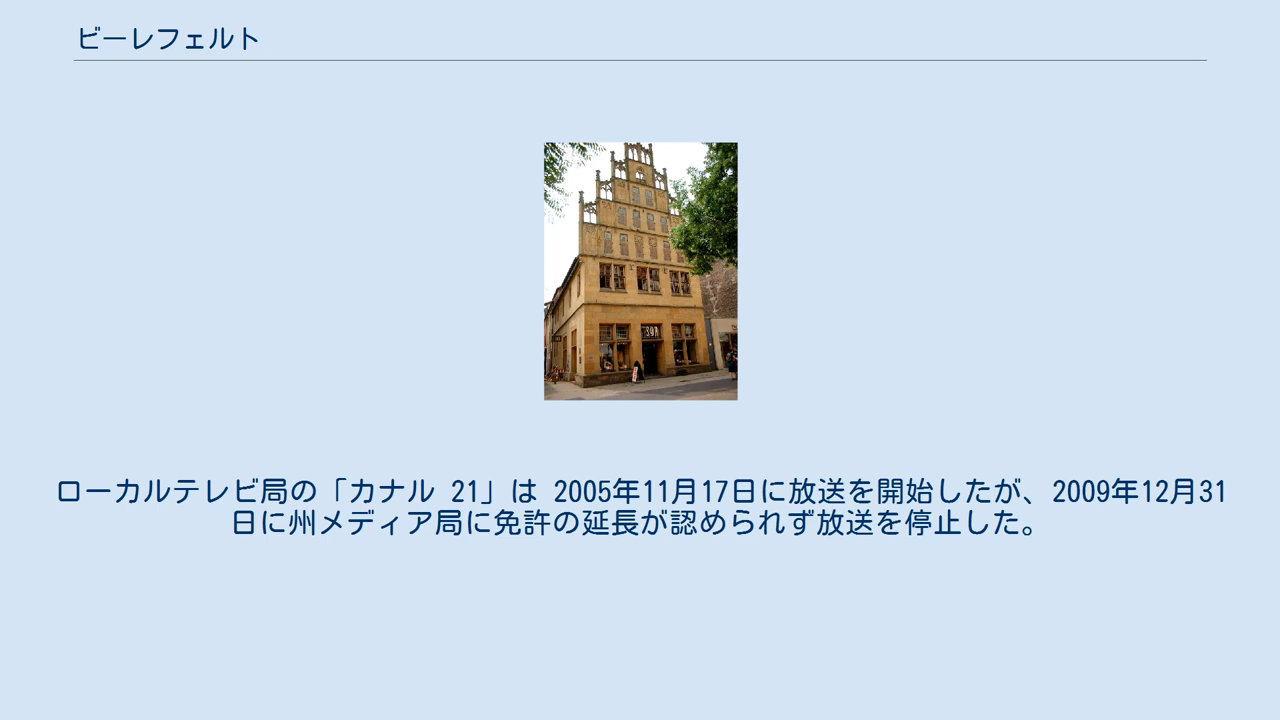 ビーレフェルト
ローカルテレビ局の「カナル 21」は 2005年11月17日に放送を開始したが、2009年12月31
日に州メディア局に免許の延長が認められず放送を停止した。